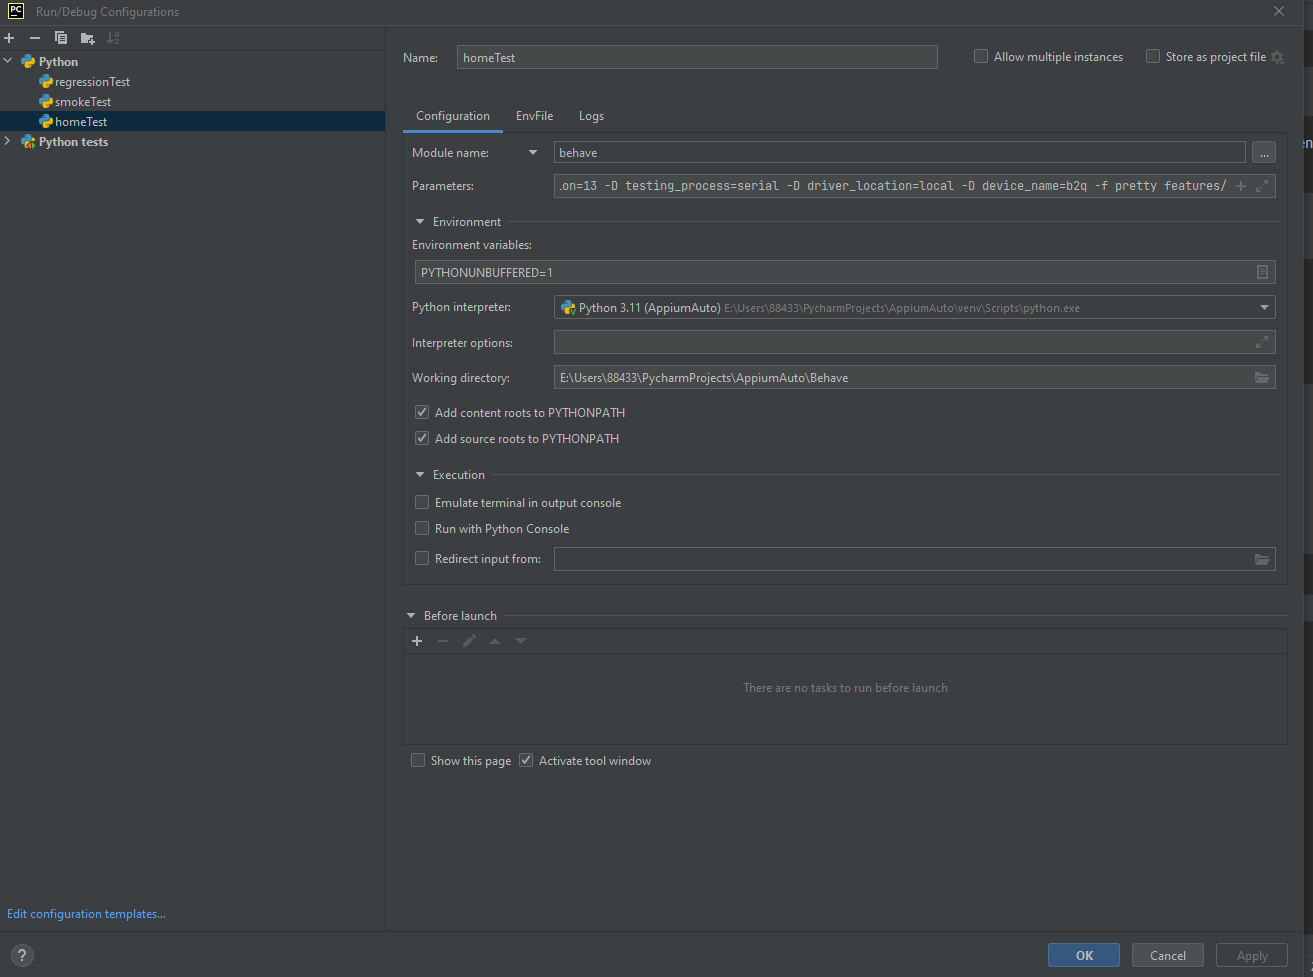 PC
Run/Debug Configurations
Python
regressionTest
smokeTest
homeTest
Python tests
Edit configuration templates...
Name:
homeTest
Allow multiple instances
Store as project file
Configuration
EnvFile
Logs
Module name:
behave
...
Parameters:
.on=13 -D testing_process=serial -D driver_location=local -D device_name=b2q -f pretty features/
Environment
Environment variables:
PYTHONUNBUFFERED=1
Python interpreter:
Python 3.11 (AppiumAuto) E:\Users\88433\PycharmProjects\AppiumAuto\venv\Scripts\python.exe
Interpreter options:
Working directory:
E:\Users\88433\PycharmProjects\AppiumAuto\Behave
Add content roots to PYTHONPATH
Add source roots to PYTHONPATH
Execution
Emulate terminal in output console
Run with Python Console
Redirect input from:
Before launch
There are no tasks to run before launch
Show this page
Activate tool window
?
OK
Cancel
Apply
en